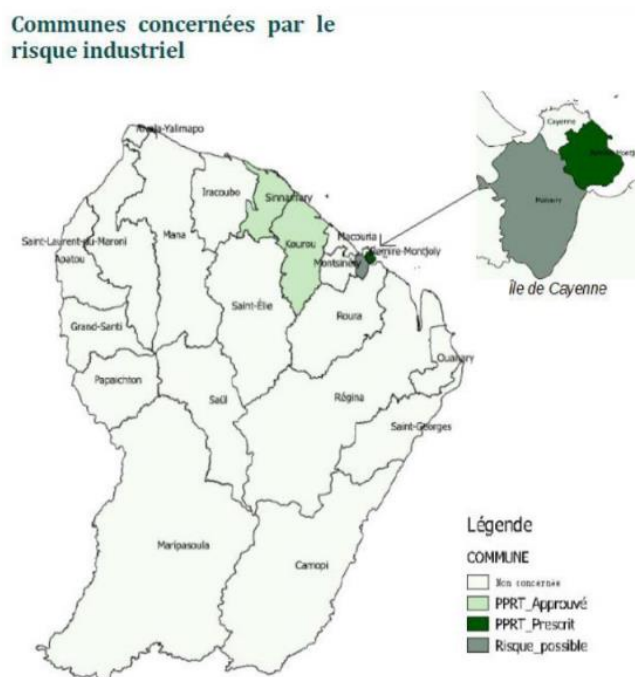 Communes concernées par le
risque industriel
Awala-Yalimapo
Iracoubo
Sinnamary
Mana
Kourou
Macouria
Saint-Laurent-du-Maroni
Apatou
Remire-Montjoly
Montsinéry
Saint-Élie
Roura
Grand-Santi
Ouanary
Papaichton
Saül
Régina
Saint-Georges
Maripasoula
Camopi
Cayenne
Matoury
Île de Cayenne
Légende
COMMUNE
Non concernée
PPRT_Approuvé
PPRT_Prescrit
Risque_possible